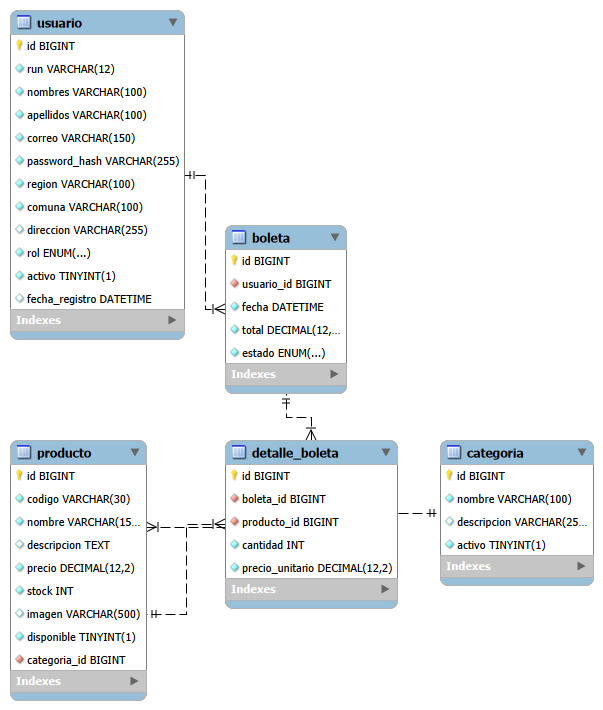 usuario
id BIGINT
run VARCHAR(12)
nombres VARCHAR(100)
apellidos VARCHAR(100)
correo VARCHAR(150)
password_hash VARCHAR(255)
region VARCHAR(100)
comuna VARCHAR(100)
direccion VARCHAR(255)
rol ENUM(...)
activo TINYINT(1)
fecha_registro DATETIME
Indexes
boleta
id BIGINT
usuario_id BIGINT
fecha DATETIME
total DECIMAL(12,...
estado ENUM(...)
Indexes
producto
id BIGINT
codigo VARCHAR(30)
nombre VARCHAR(15...
descripcion TEXT
precio DECIMAL(12,2)
stock INT
imagen VARCHAR(500)
disponible TINYINT(1)
categoria_id BIGINT
Indexes
detalle_boleta
id BIGINT
boleta_id BIGINT
producto_id BIGINT
cantidad INT
precio_unitario DECIMAL(12,2)
Indexes
categoria
id BIGINT
nombre VARCHAR(100)
descripcion VARCHAR(25...
activo TINYINT(1)
Indexes